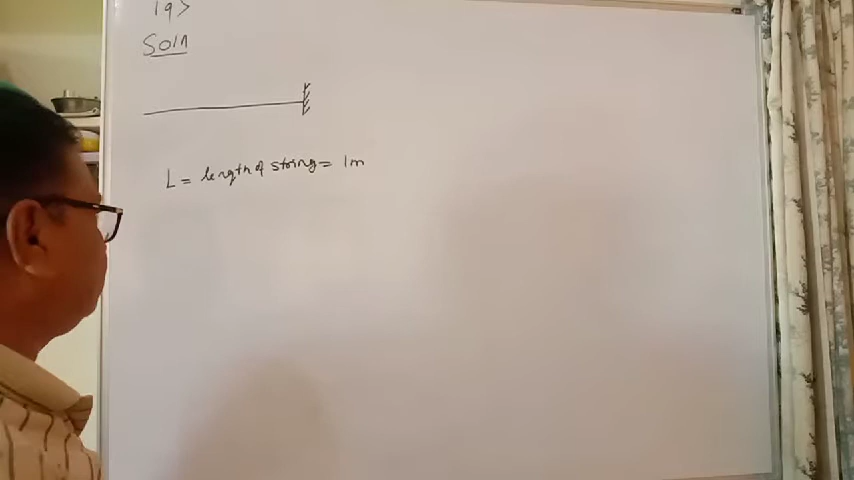 19>
Soln
L = length of string = 1m